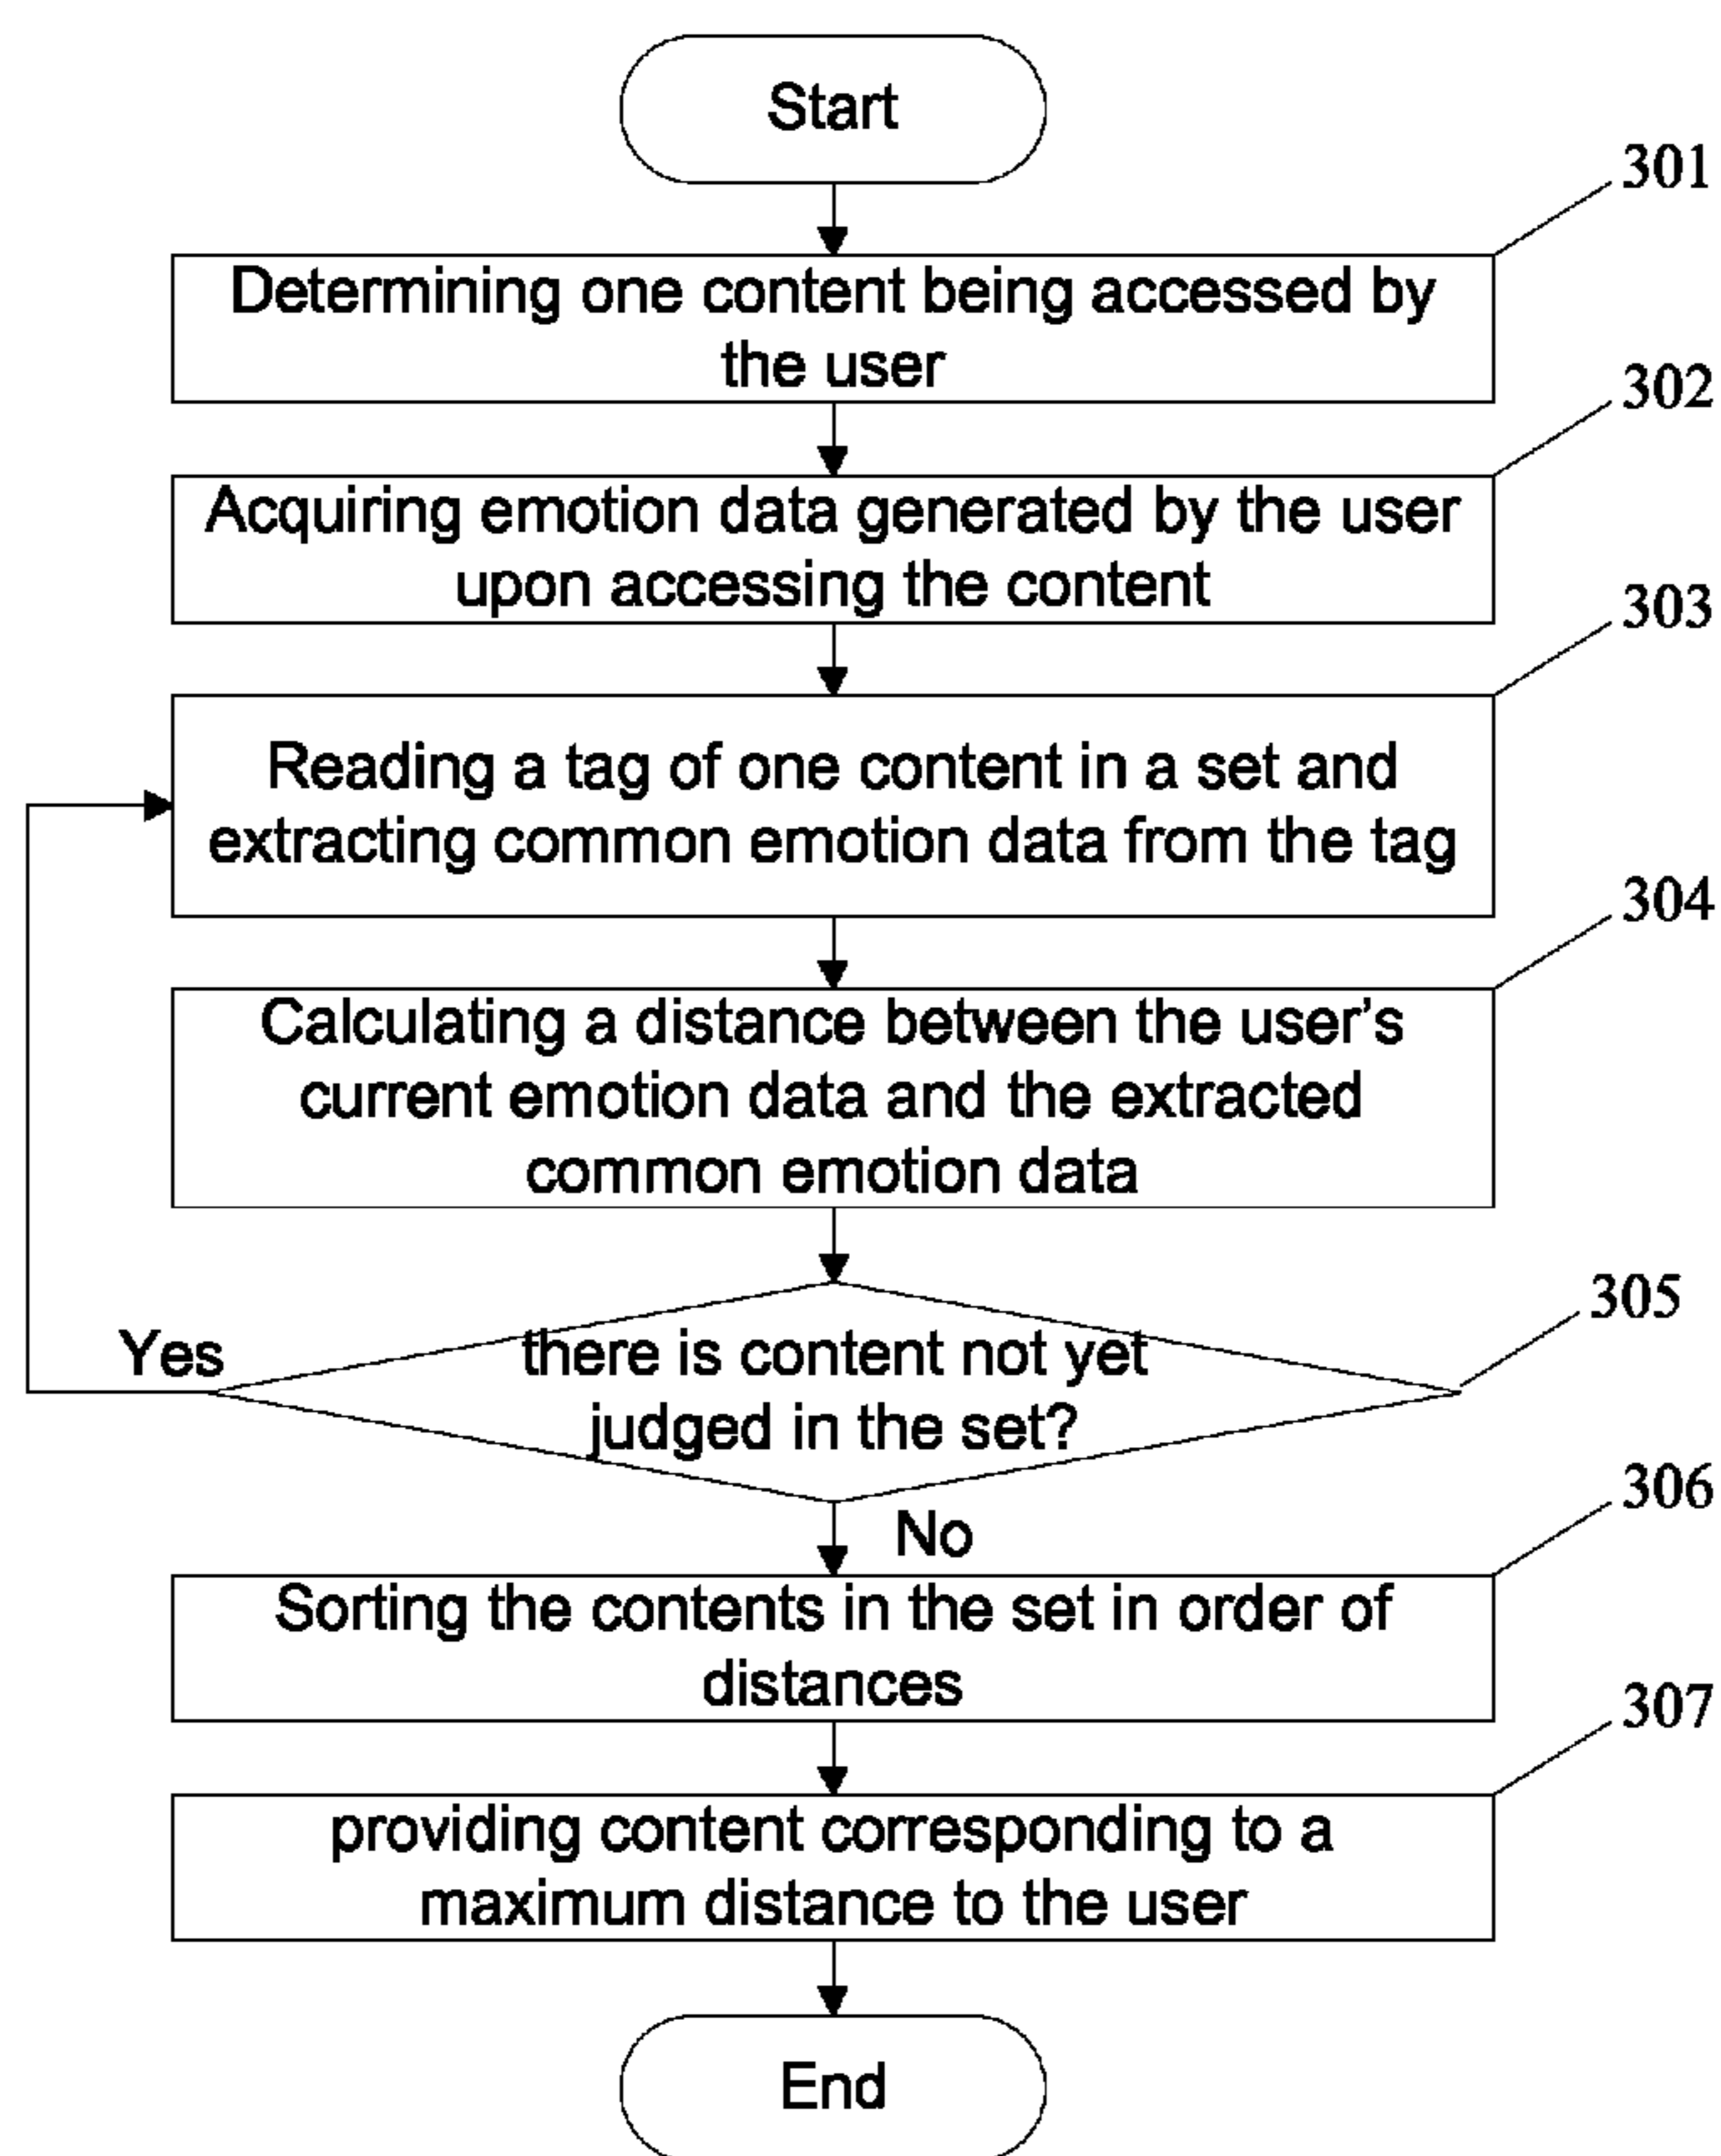 Start
301
Determining one content being accessed by
the user
302
Acquiring emotion data generated by the user
upon accessing the content
303
Reading a tag of one content in a set and
extracting common emotion data from the tag
304
Calculating a distance between the user's
current emotion data and the extracted
common emotion data
305
Yes
there is content not yet
judged in the set?
306
No
Sorting the contents in the set in order of
distances
307
providing content corresponding to a
maximum distance to the user
End